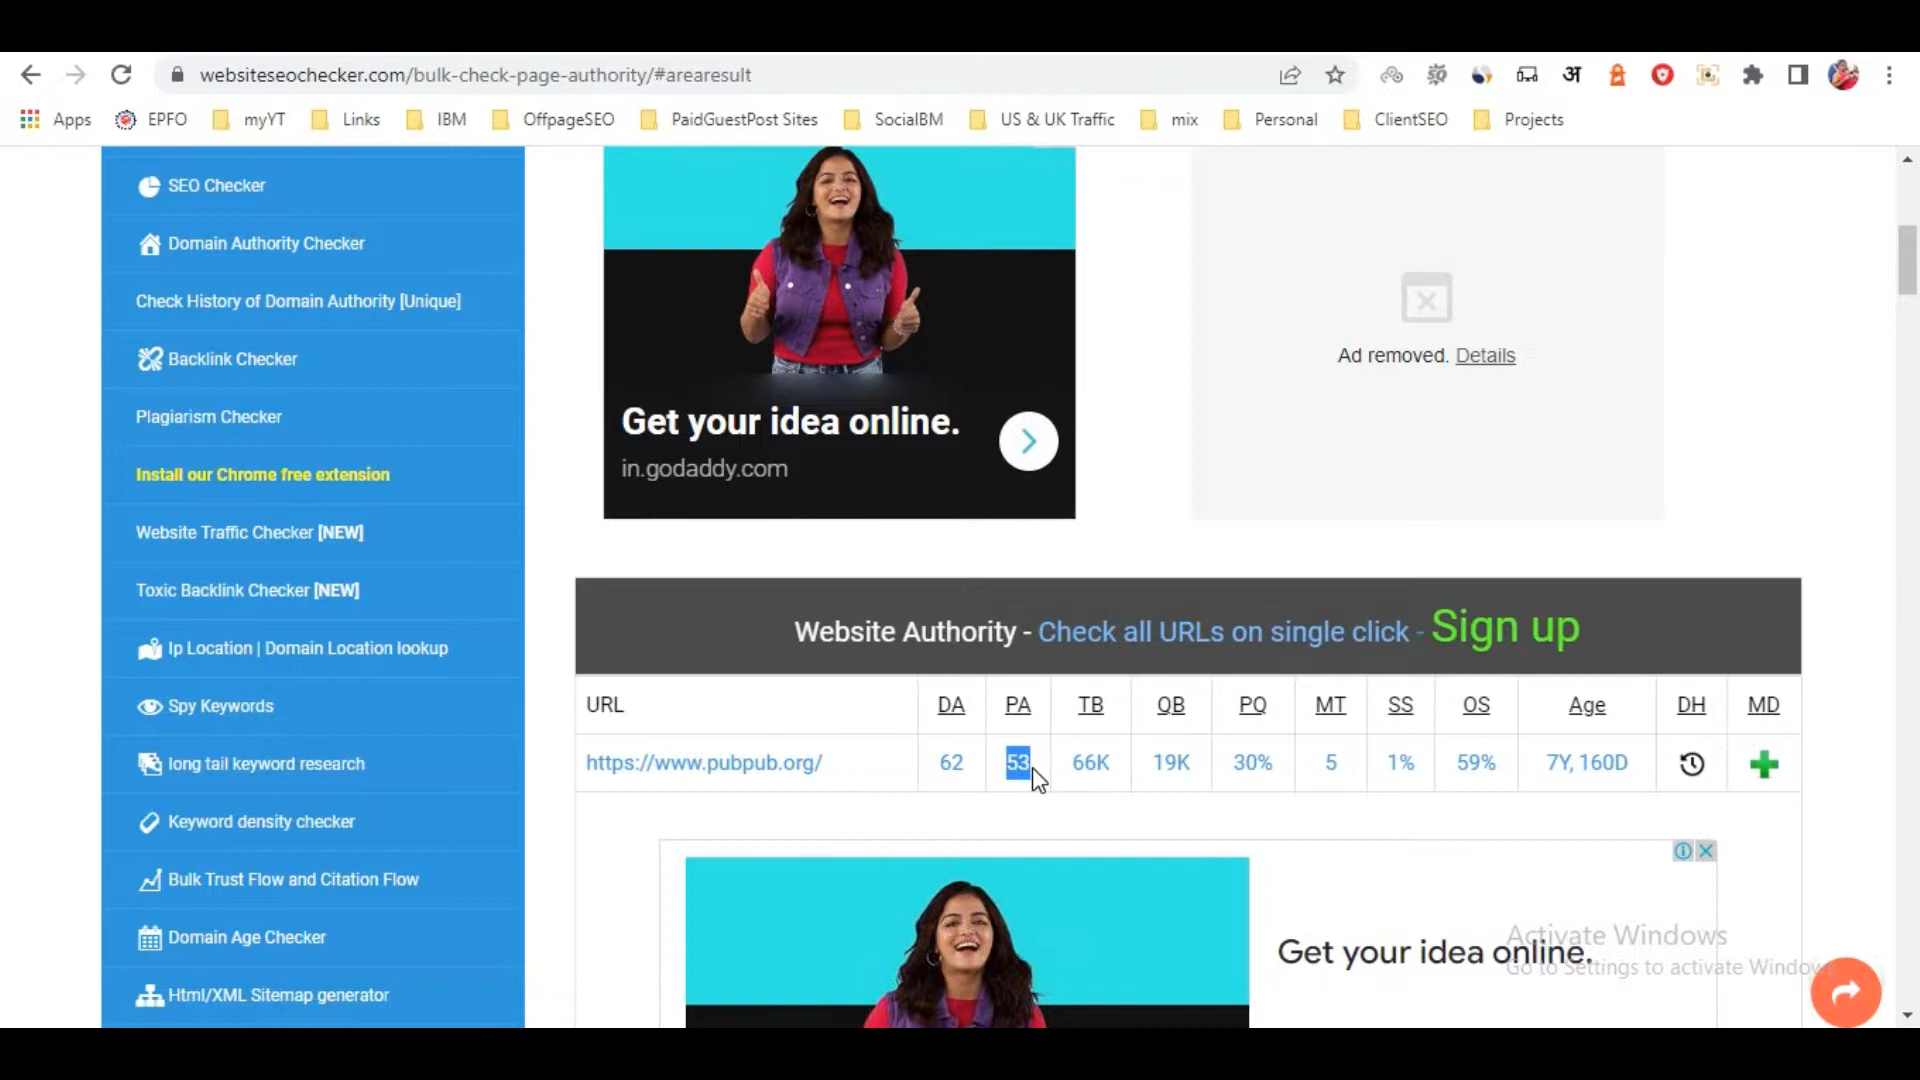 websiteseochecker.com/bulk-check-page-authority/#arearesult
अ
Apps EPFO myYT Links IBM OffpageSEO PaidGuestPost Sites SocialBM US & UK Traffic mix Personal ClientSEO Projects
SEO Checker
Domain Authority Checker
Check History of Domain Authority [Unique]
Backlink Checker
Plagiarism Checker
Install our Chrome free extension
Website Traffic Checker [NEW]
Toxic Backlink Checker [NEW]
Ip Location | Domain Location lookup
Spy Keywords
long tail keyword research
Keyword density checker
Bulk Trust Flow and Citation Flow
Domain Age Checker
Html/XML Sitemap generator
Get your idea online.
in.godaddy.com
Ad removed. Details
Website Authority - Check all URLs on single click - Sign up
URL DA PA TB QB PQ MT SS OS Age DH MD
https://www.pubpub.org/ 62 53 66K 19K 30% 5 1% 59% 7Y, 160D
Get your idea online.
Activate Windows
Go to Settings to activate Windows